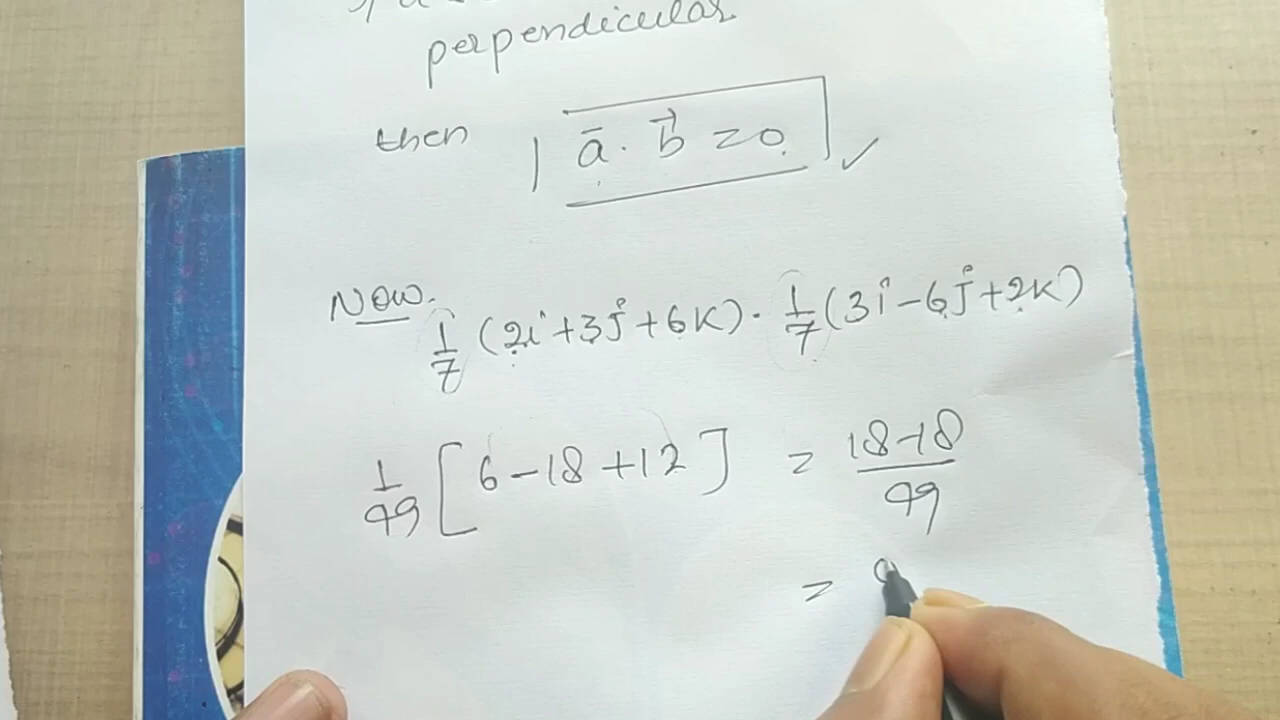 perpendicular
then | ā. b⃗ = 0 ✓
Now.
1/7 (2i+3j+6k) · 1/7 (3i-6j+2k)
1/49 [6-18+12] = 18-18/49
= 0